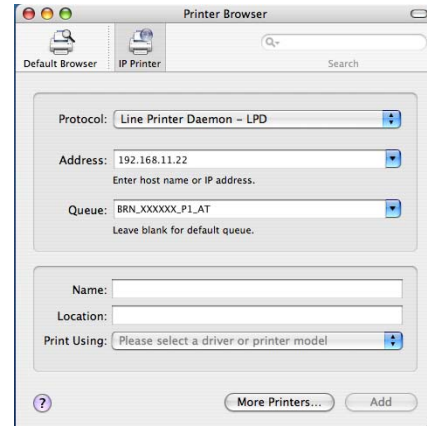 Printer Browser
Default Browser
IP Printer
Search
Protocol: Line Printer Daemon – LPD
Address: 192.168.11.22
Enter host name or IP address.
Queue: BRN_XXXXXX_P1_AT
Leave blank for default queue.
Name:
Location:
Print Using: Please select a driver or printer model
?
More Printers...
Add